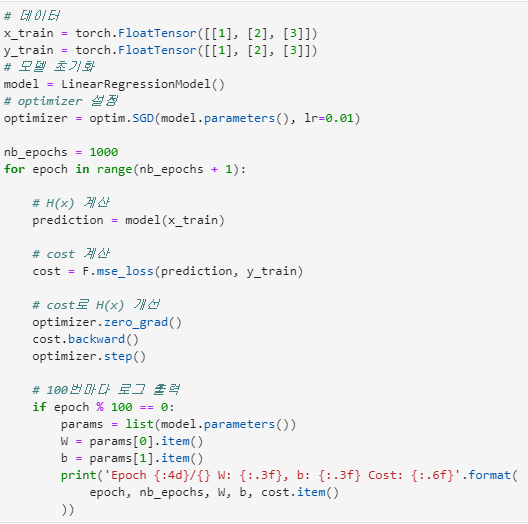 # 데이터
x_train = torch.FloatTensor([[1], [2], [3]])
y_train = torch.FloatTensor([[1], [2], [3]])
# 모델 초기화
model = LinearRegressionModel()
# optimizer 설정
optimizer = optim.SGD(model.parameters(), lr=0.01)

nb_epochs = 1000
for epoch in range(nb_epochs + 1):

    # H(x) 계산
    prediction = model(x_train)

    # cost 계산
    cost = F.mse_loss(prediction, y_train)

    # cost로 H(x) 개선
    optimizer.zero_grad()
    cost.backward()
    optimizer.step()

    # 100번마다 로그 출력
    if epoch % 100 == 0:
        params = list(model.parameters())
        W = params[0].item()
        b = params[1].item()
        print('Epoch {:4d}/{} W: {:.3f}, b: {:.3f} Cost: {:.6f}'.format(
            epoch, nb_epochs, W, b, cost.item()
        ))